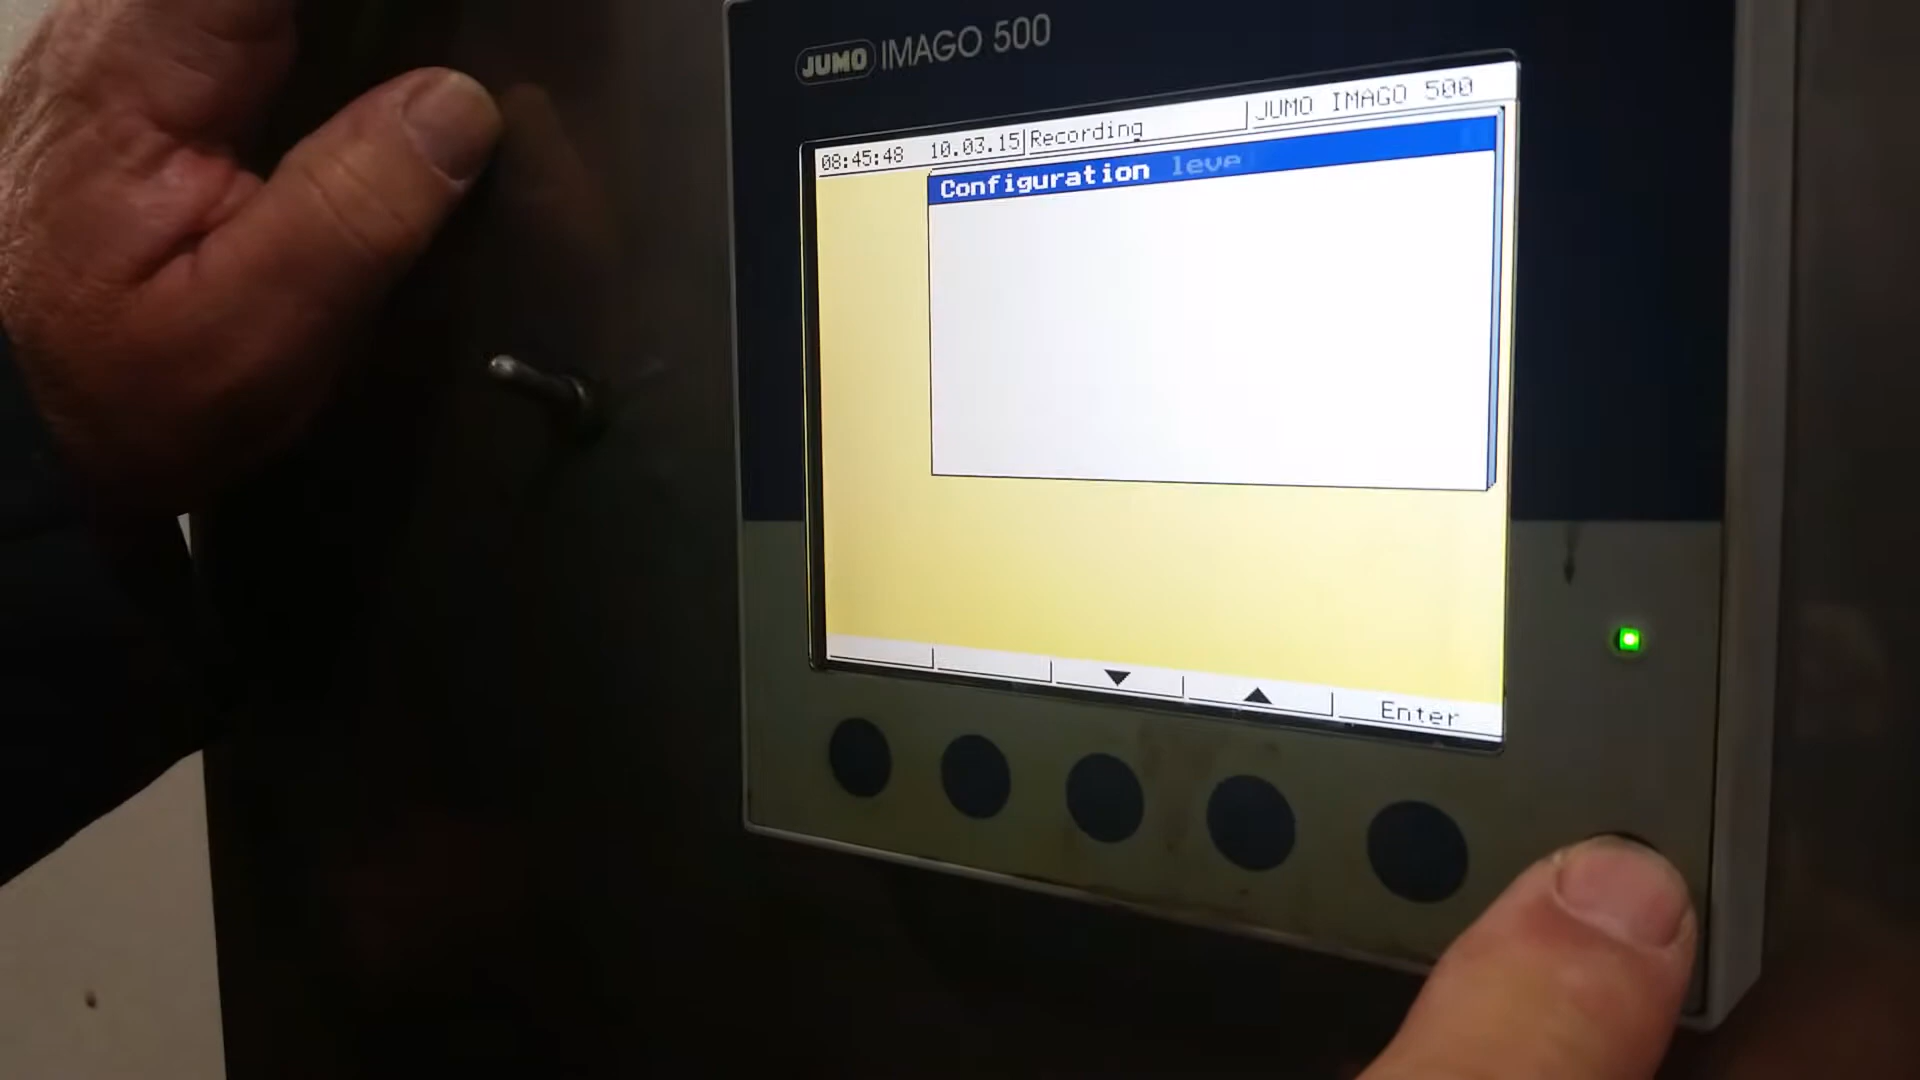 JUMO IMAGO 500
08:45:48 10.03.15 Recording JUMO IMAGO 500
Configuration leve
Enter